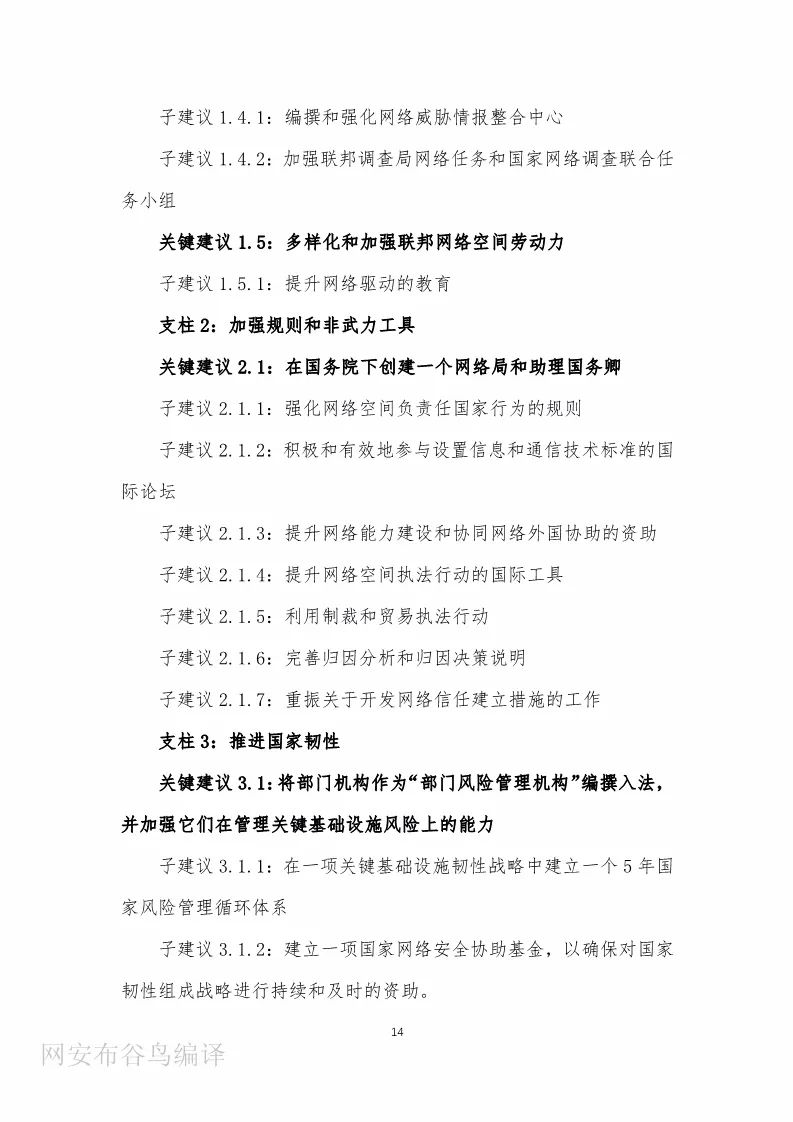 子建议 1.4.1：编撰和强化网络威胁情报整合中心
子建议 1.4.2：加强联邦调查局网络任务和国家网络调查联合任
务小组
关键建议 1.5：多样化和加强联邦网络空间劳动力
子建议 1.5.1：提升网络驱动的教育
支柱 2：加强规则和非武力工具
关键建议 2.1：在国务院下创建一个网络局和助理国务卿
子建议 2.1.1：强化网络空间负责任国家行为的规则
子建议 2.1.2：积极和有效地参与设置信息和通信技术标准的国
际论坛
子建议 2.1.3：提升网络能力建设和协同网络外国协助的资助
子建议 2.1.4：提升网络空间执法行动的国际工具
子建议 2.1.5：利用制裁和贸易执法行动
子建议 2.1.6：完善归因分析和归因决策说明
子建议 2.1.7：重振关于开发网络信任建立措施的工作
支柱 3：推进国家韧性
关键建议 3.1：将部门机构作为“部门风险管理机构”编撰入法，
并加强它们在管理关键基础设施风险上的能力
子建议 3.1.1：在一项关键基础设施韧性战略中建立一个 5 年国
家风险管理循环体系
子建议 3.1.2：建立一项国家网络安全协助基金，以确保对国家
韧性组成战略进行持续和及时的资助。
14
网安布谷鸟编译